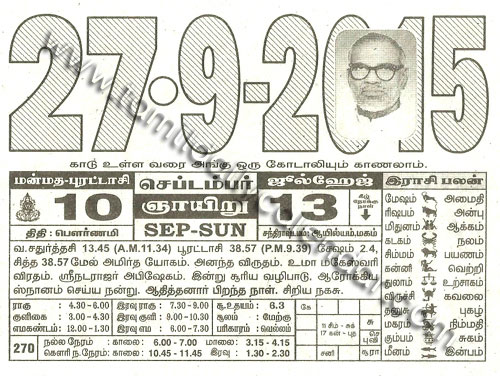 27·9-2015
காடு உள்ள வரை அங்கு ஒரு கோடாலியும் காணலாம்.
மன்மத-புரட்டாசி செப்டம்பர் ஜூல்ஹேஜ் கீழ் நோக்கு நாள் இராசி பலன்
10 ஞாயிறு 13
திதி : பௌர்ணமி SEP-SUN சந்திராஷ்டமம்: ஆயில்யம், மகம்
வ.சதுர்த்தசி 13.45 (A.M.11.34) பூரட்டாதி 38.57 (P.M.9.39) மேஷம் 2.4,
சித்த 38.57 மேல் அமிர்த யோகம். அனந்த விருதம். உமா மகேஸ்வரி
விரதம். ஸ்ரீநடராஜர் அபிஷேகம். இன்று சூரிய வழிபாடு, ஆரோக்ய
ஸ்நானம் செய்ய நன்று. ஆதித்தனார் பிறந்த நாள். சிறிய நகசு.
மேஷம் அமைதி
ரிஷபம் அன்பு
மிதுனம் ஆக்கம்
கடகம் நலம்
சிம்மம் பயணம்
கன்னி வெற்றி
துலாம் உற்சாகம்
விருச் கவலை
தனுசு புகழ்
மகரம் நிம்மதி
கும்பம் சுகம்
மீனம் இன்பம்
ராகு : 4.30 - 6.00 இரவு ராகு - 7.30 - 9.00 சூ.உதயம் : 6.3
குளிகை : 3.00 - 4.30 இரவு குளி - 9.00 - 10.30 சூலம் : மேற்கு
எமகண்டம் : 12.00 - 1.30 இரவு எம - 6.00 - 7.30 பரிகாரம் : வெல்லம்
270 நல்ல நேரம் : காலை : 6.00 - 7.00 மாலை : 3.15 - 4.15
கௌரி ந.நேரம் : காலை : 10.45 - 11.45 இரவு : 1.30 - 2.30
கே
சனி
www.tamildailycalendar.com